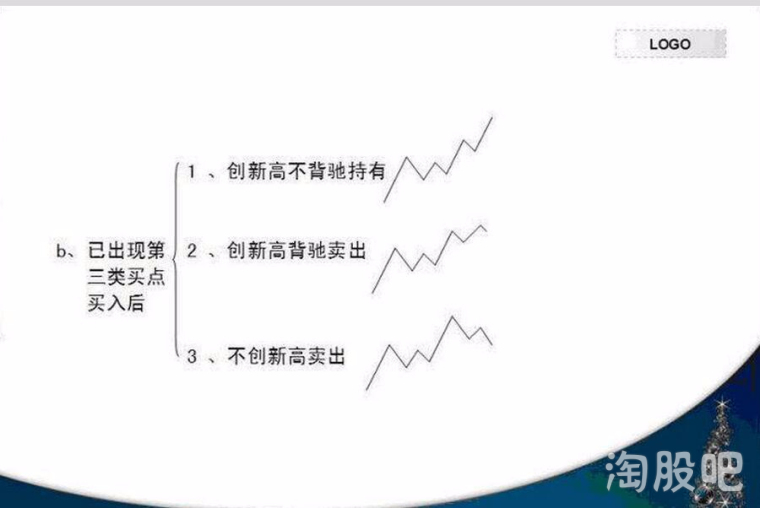 LOGO
1、创新高不背驰持有
b、已出现第
三类买点
买入后
2、创新高背驰卖出
3、不创新高卖出
淘股吧